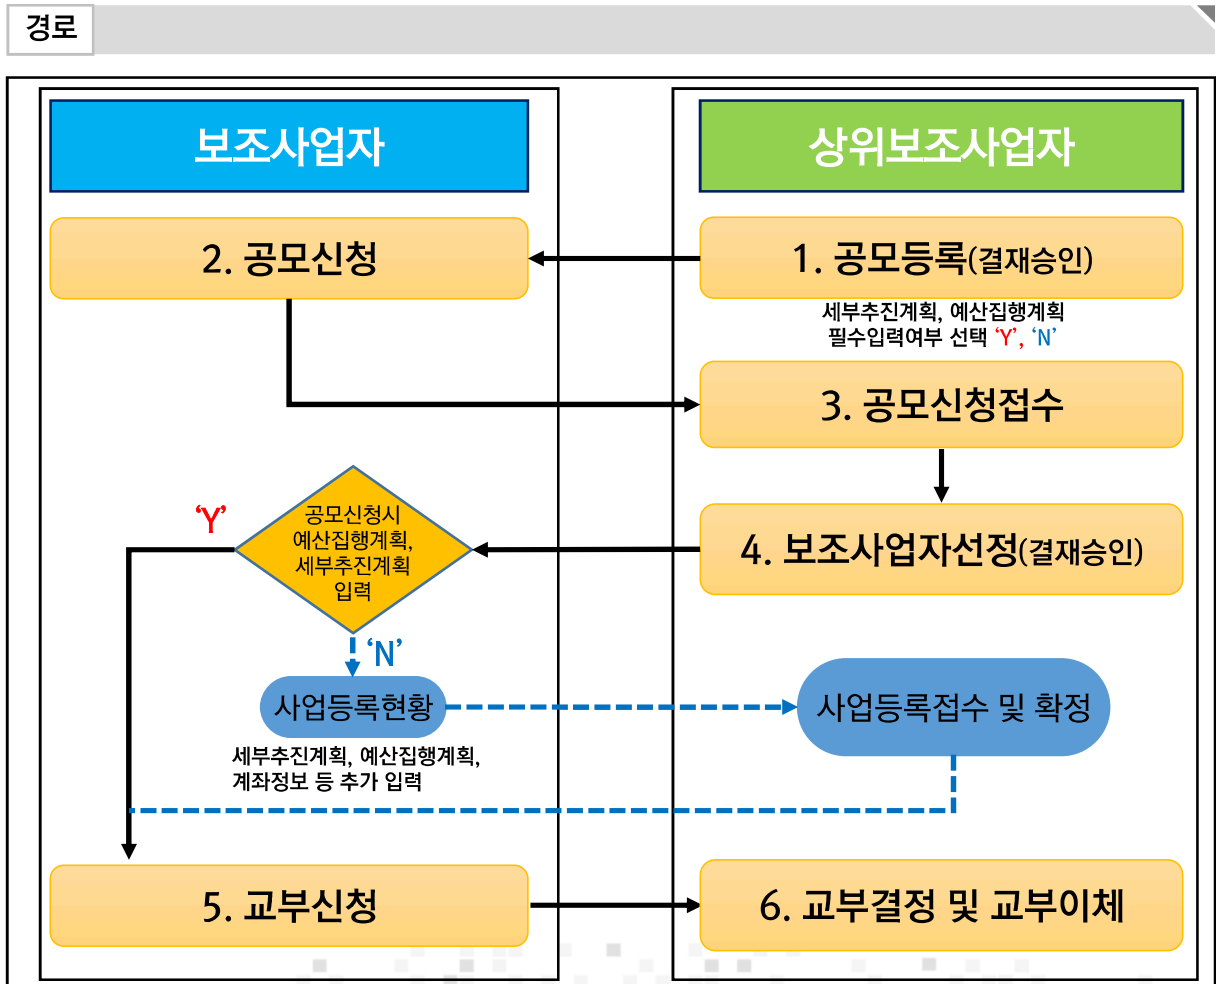 경로
보조사업자
상위보조사업자
2. 공모신청
1. 공모등록(결재승인)
세부추진계획, 예산집행계획
필수입력여부 선택 ‘Y’, ‘N’
3. 공모신청접수
‘Y’
공모신청시
예산집행계획,
세부추진계획
입력
4. 보조사업자선정(결재승인)
‘N’
사업등록현황
사업등록접수 및 확정
세부추진계획, 예산집행계획,
계좌정보 등 추가 입력
5. 교부신청
6. 교부결정 및 교부이체